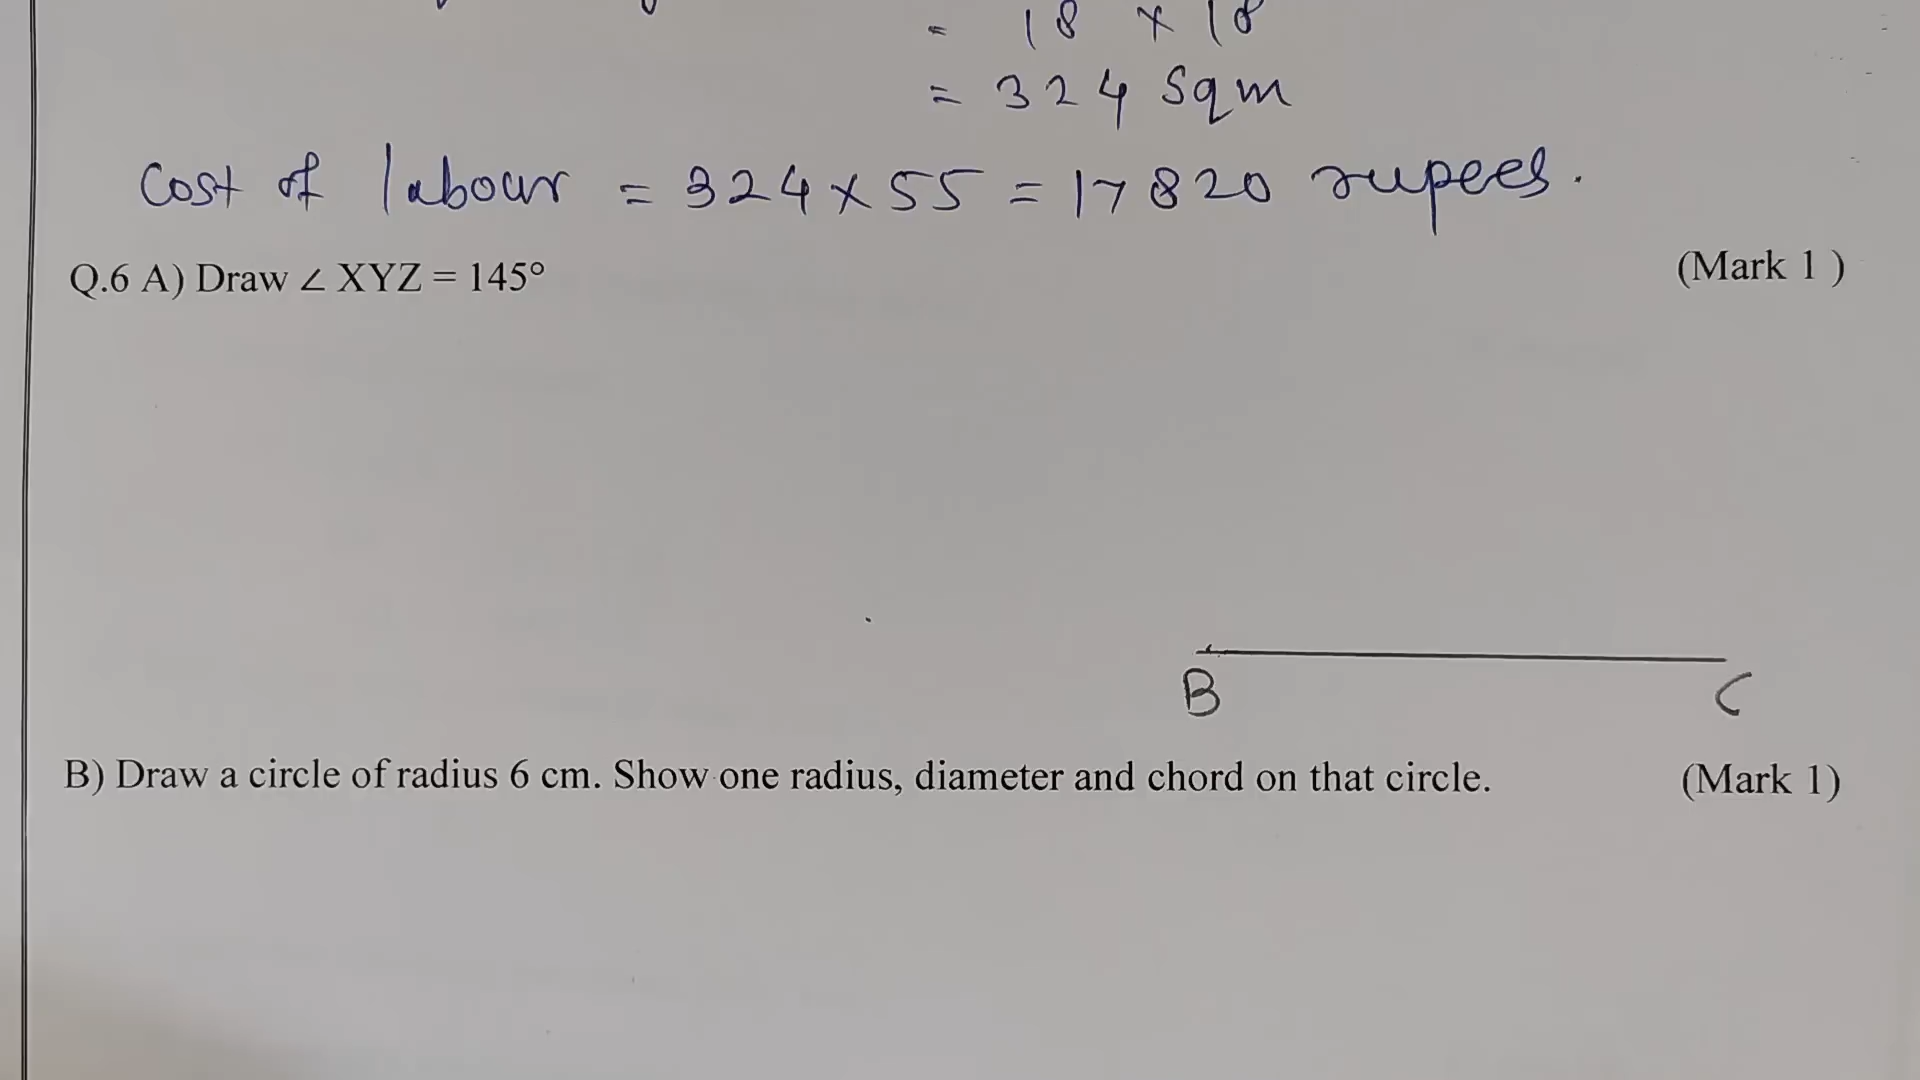 = 18 × 18
= 324 Sqm
Cost of labour = 324 × 55 = 17820 rupees.
Q.6 A) Draw ∠ XYZ = 145° (Mark 1 )
B C
B) Draw a circle of radius 6 cm. Show one radius, diameter and chord on that circle. (Mark 1)